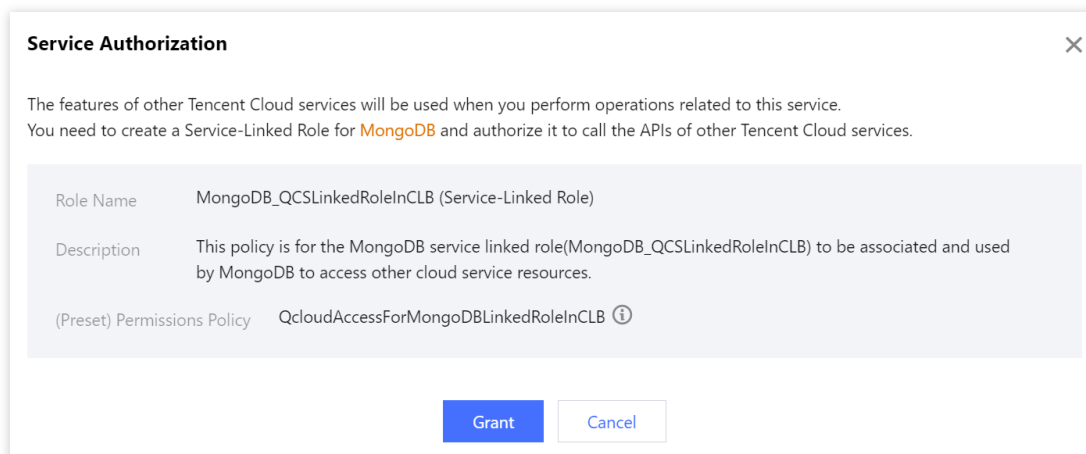 Service Authorization
The features of other Tencent Cloud services will be used when you perform operations related to this service.
You need to create a Service-Linked Role for MongoDB and authorize it to call the APIs of other Tencent Cloud services.
Role Name MongoDB_QCSLinkedRoleInCLB (Service-Linked Role)
Description This policy is for the MongoDB service linked role(MongoDB_QCSLinkedRoleInCLB) to be associated and used
by MongoDB to access other cloud service resources.
(Preset) Permissions Policy QcloudAccessForMongoDBLinkedRoleInCLB
Grant Cancel